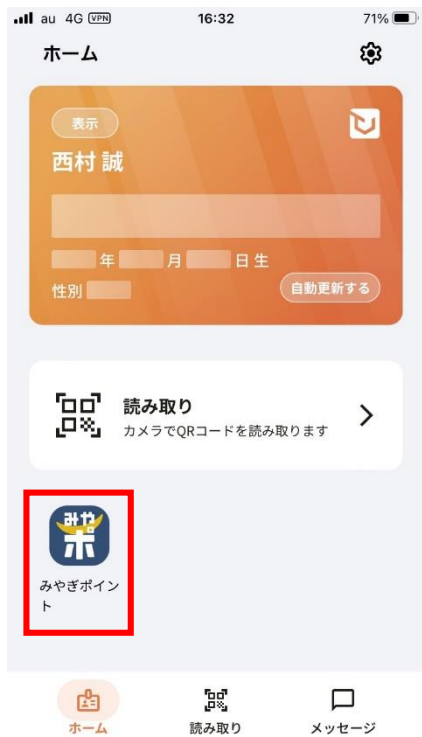 au 4G VPN 16:32 71%
ホーム
表示
西村 誠
年 月 日生
性別
自動更新する
読み取り
カメラでQRコードを読み取ります
みやポ
みやぎポイン
ト
ホーム 読み取り メッセージ